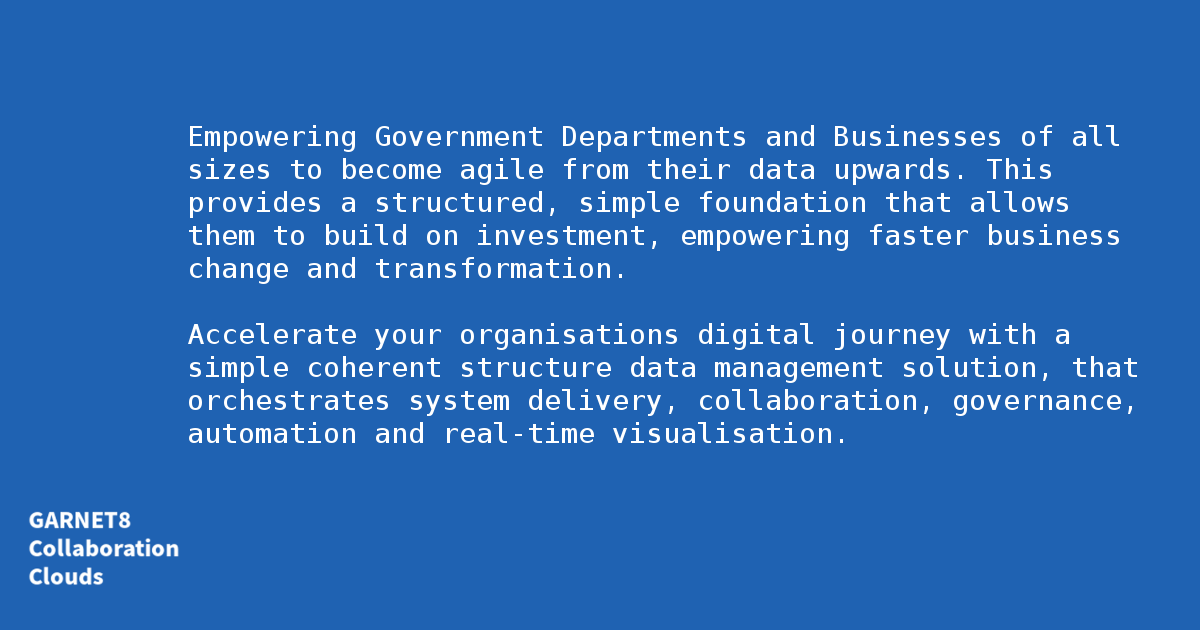 Empowering Government Departments and Businesses of all
sizes to become agile from their data upwards. This
provides a structured, simple foundation that allows
them to build on investment, empowering faster business
change and transformation.
Accelerate your organisations digital journey with a
simple coherent structure data management solution, that
orchestrates system delivery, collaboration, governance,
automation and real-time visualisation.
GARNET8
Collaboration
Clouds